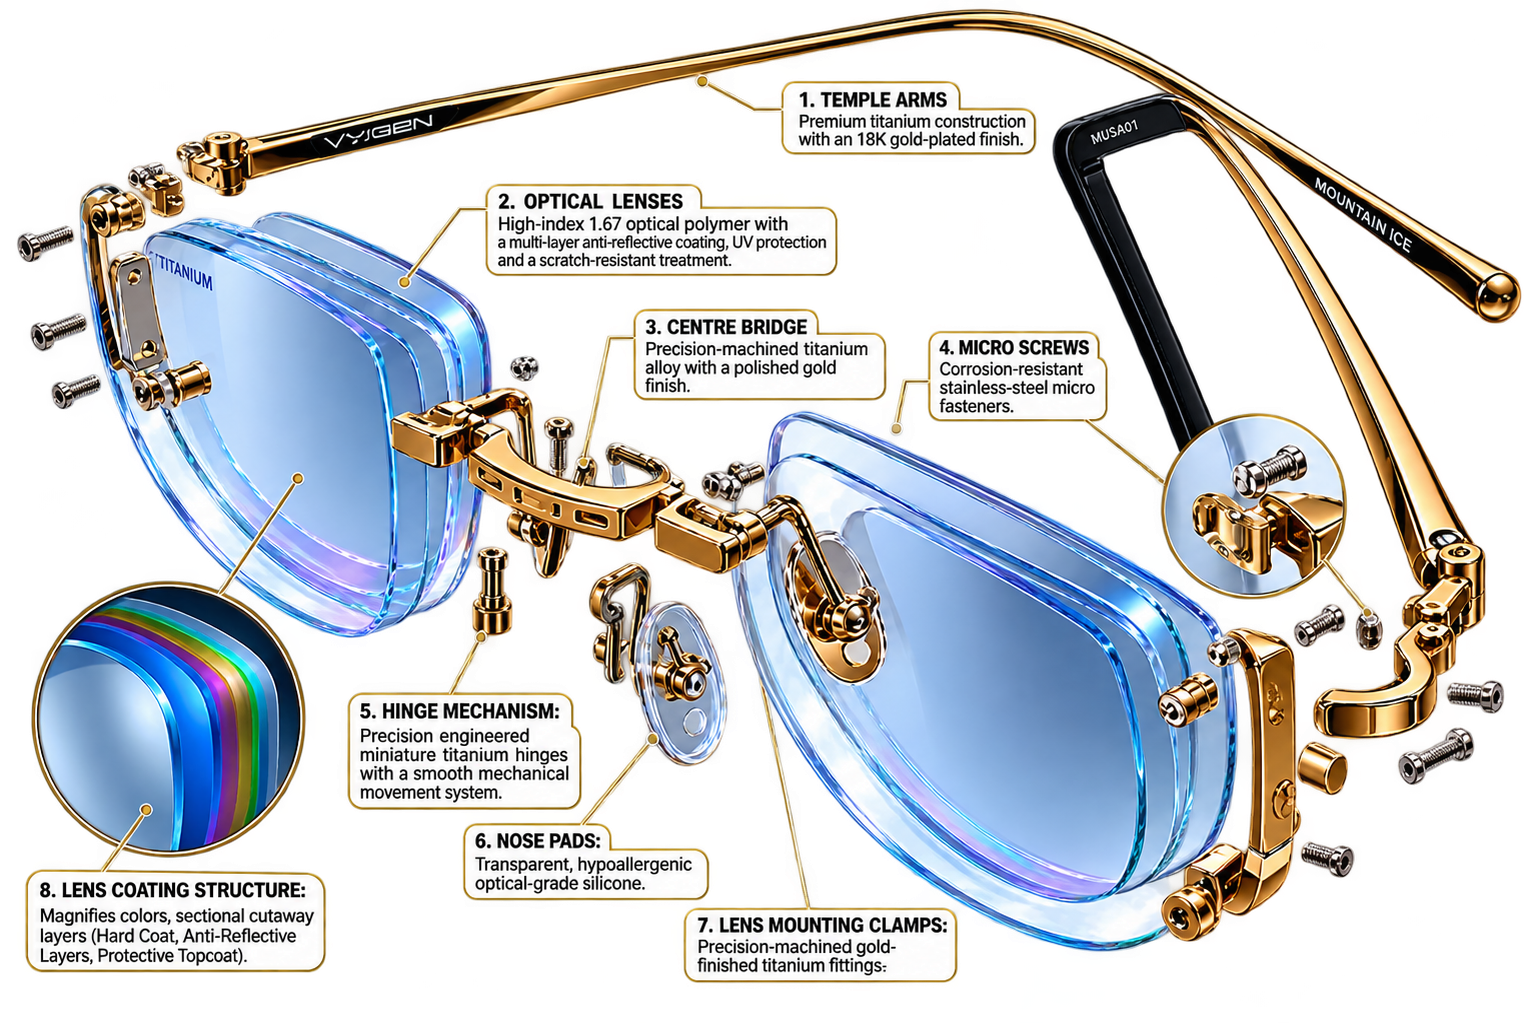 VYJGEN
1. TEMPLE ARMS
Premium titanium construction
with an 18K gold-plated finish.
MUSA01
MOUNTAIN ICE
2. OPTICAL LENSES
High-index 1.67 optical polymer with
a multi-layer anti-reflective coating, UV protection
and a scratch-resistant treatment.
TITANIUM
3. CENTRE BRIDGE
Precision-machined titanium
alloy with a polished gold
finish.
4. MICRO SCREWS
Corrosion-resistant
stainless-steel micro
fasteners.
5. HINGE MECHANISM:
Precision engineered
miniature titanium hinges
with a smooth mechanical
movement system.
6. NOSE PADS:
Transparent, hypoallergenic
optical-grade silicone.
7. LENS MOUNTING CLAMPS:
Precision-machined gold-
finished titanium fittings.
8. LENS COATING STRUCTURE:
Magnifies colors, sectional cutaway
layers (Hard Coat, Anti-Reflective
Layers, Protective Topcoat).